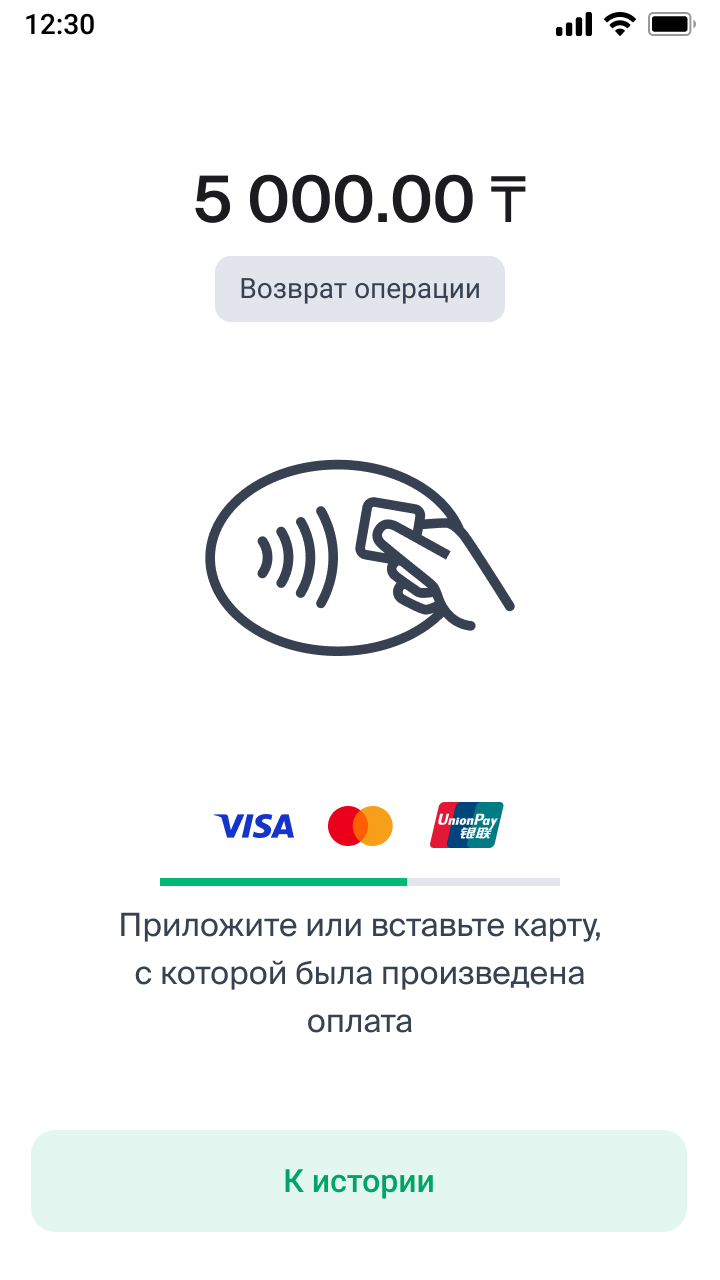 12:30
5 000.00 ₸
Возврат операции
VISA
UnionPay
银联
Приложите или вставьте карту,
с которой была произведена
оплата
К истории